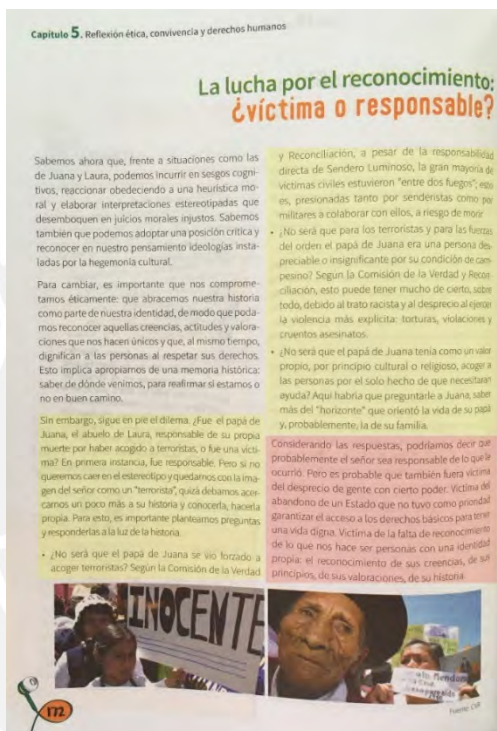 Capítulo 5. Reflexión ética, convivencia y derechos humanos
La lucha por el reconocimiento:
¿víctima o responsable?
Sabemos ahora que, frente a situaciones como las
de Juana y Laura, podemos incurrir en sesgos cogni-
tivos, reaccionar obedeciendo a una heurística mo-
ral y elaborar interpretaciones estereotipadas que
desemboquen en juicios morales injustos. Sabemos
también que podemos adoptar una posición crítica y
reconocer en nuestro pensamiento ideologías insta-
ladas por la hegemonía cultural.
Para cambiar, es importante que nos comprome-
tamos éticamente: que abracemos nuestra historia
como parte de nuestra identidad, de modo que poda-
mos reconocer aquellas creencias, actitudes y valora-
ciones que nos hacen únicos y que, al mismo tiempo,
dignifican a las personas al respetar sus derechos.
Esto implica apropiarnos de una memoria histórica:
saber de dónde venimos, para reafirmar si estamos o
no en buen camino.
Sin embargo, sigue en pie el dilema. ¿Fue el papá de
Juana, el abuelo de Laura, responsable de su propia
muerte por haber acogido a terroristas, o fue una vícti-
ma? En primera instancia, fue responsable. Pero si no
queremos caer en el estereotipo y quedarnos con la ima-
gen del señor como un "terrorista", quizá debamos acer-
carnos un poco más a su historia y conocerla, hacerla
propia. Para esto, es importante plantearnos preguntas
y responderlas a la luz de la historia.
• ¿No será que el papá de Juana se vio forzado a
acoger terroristas? Según la Comisión de la Verdad
y Reconciliación, a pesar de la responsabilidad
directa de Sendero Luminoso, la gran mayoría de
víctimas civiles estuvieron "entre dos fuegos", esto
es, presionadas tanto por senderistas como por
militares a colaborar con ellos, a riesgo de morir.
• ¿No será que para los terroristas y para las fuerzas
del orden el papá de Juana era una persona des-
preciable o insignificante por su condición de cam-
pesino? Según la Comisión de la Verdad y Recon-
ciliación, esto puede tener mucho de cierto, sobre
todo, debido al trato racista y al desprecio al ejercer
la violencia más explícita: torturas, violaciones y
cruentos asesinatos.
• ¿No será que el papá de Juana tenía como un valor
propio, por principio cultural o religioso, acoger a
las personas por el solo hecho de que necesitaran
ayuda? Aquí habría que preguntarle a Juana, saber
más del "horizonte" que orientó la vida de su papá
y, probablemente, la de su familia.
Considerando las respuestas, podríamos decir que
probablemente el señor sea responsable de lo que le
ocurrió. Pero es probable que también fuera víctima
del desprecio de gente con cierto poder. Víctima del
abandono de un Estado que no tuvo como prioridad
garantizar el acceso a los derechos básicos para tener
una vida digna. Víctima de la falta de reconocimiento
de lo que nos hace ser personas con una identidad
propia: el reconocimiento de sus creencias, de sus
principios, de sus valoraciones, de su historia.
INOCENTE
172
Fuente: CVR